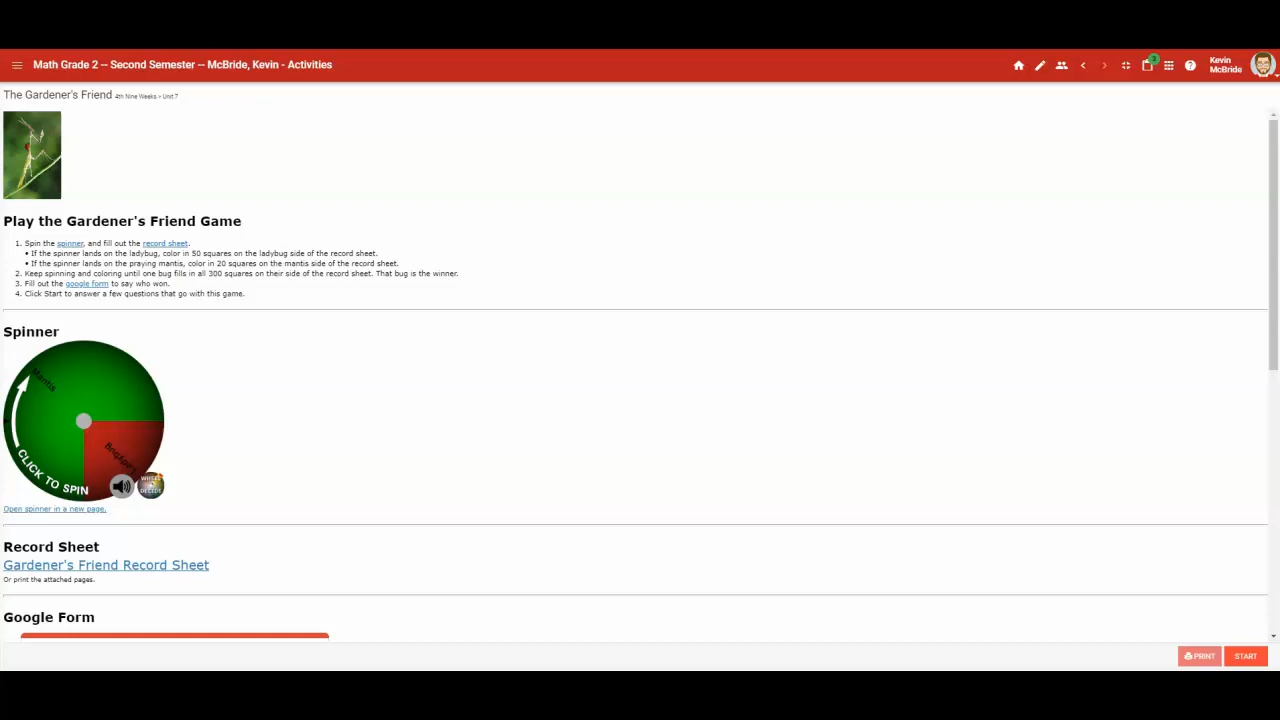 Math Grade 2 -- Second Semester -- McBride, Kevin - Activities
3
Kevin
McBride
The Gardener's Friend 4th Nine Weeks > Unit 7
Play the Gardener's Friend Game
1. Spin the spinner, and fill out the record sheet.
• If the spinner lands on the ladybug, color in 50 squares on the ladybug side of the record sheet.
• If the spinner lands on the praying mantis, color in 20 squares on the mantis side of the record sheet.
2. Keep spinning and coloring until one bug fills in all 300 squares on their side of the record sheet. That bug is the winner.
3. Fill out the google form to say who won.
4. Click Start to answer a few questions that go with this game.
Spinner
Mantis
Ladybug
CLICK TO SPIN
WHEEL
DECIDE
Open spinner in a new page.
Record Sheet
Gardener's Friend Record Sheet
Or print the attached pages.
Google Form
PRINT
START